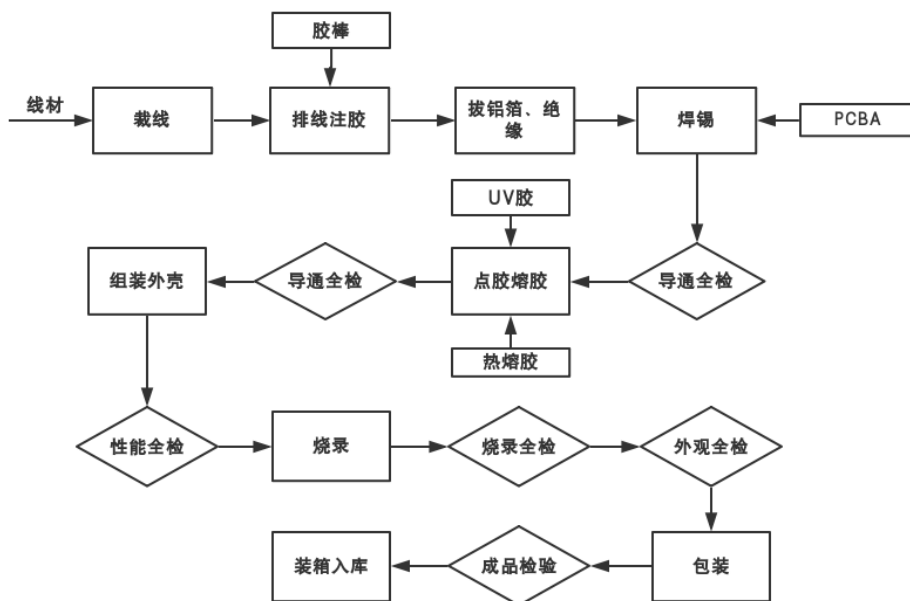 胶棒
线材
裁线
排线注胶
拔铝箔、绝
缘
焊锡
PCBA
UV胶
组装外壳
导通全检
点胶熔胶
导通全检
热熔胶
性能全检
烧录
烧录全检
外观全检
装箱入库
成品检验
包装